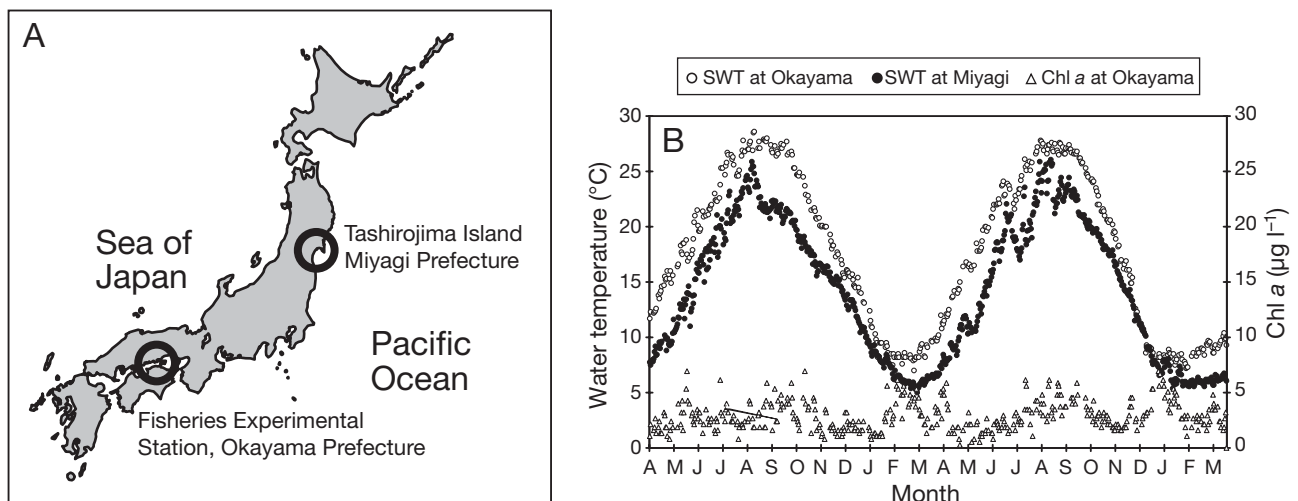 A
Sea of
Japan
Tashirojima Island
Miyagi Prefecture
Pacific
Ocean
Fisheries Experimental
Station, Okayama Prefecture
SWT at Okayama SWT at Miyagi Chl a at Okayama
B
Water temperature (°C)
30
25
20
15
10
5
0
30
25
20
15
10
5
0
Chl a (µg l⁻¹)
A M J J A S O N D J F M A M J J A S O N D J F M
Month